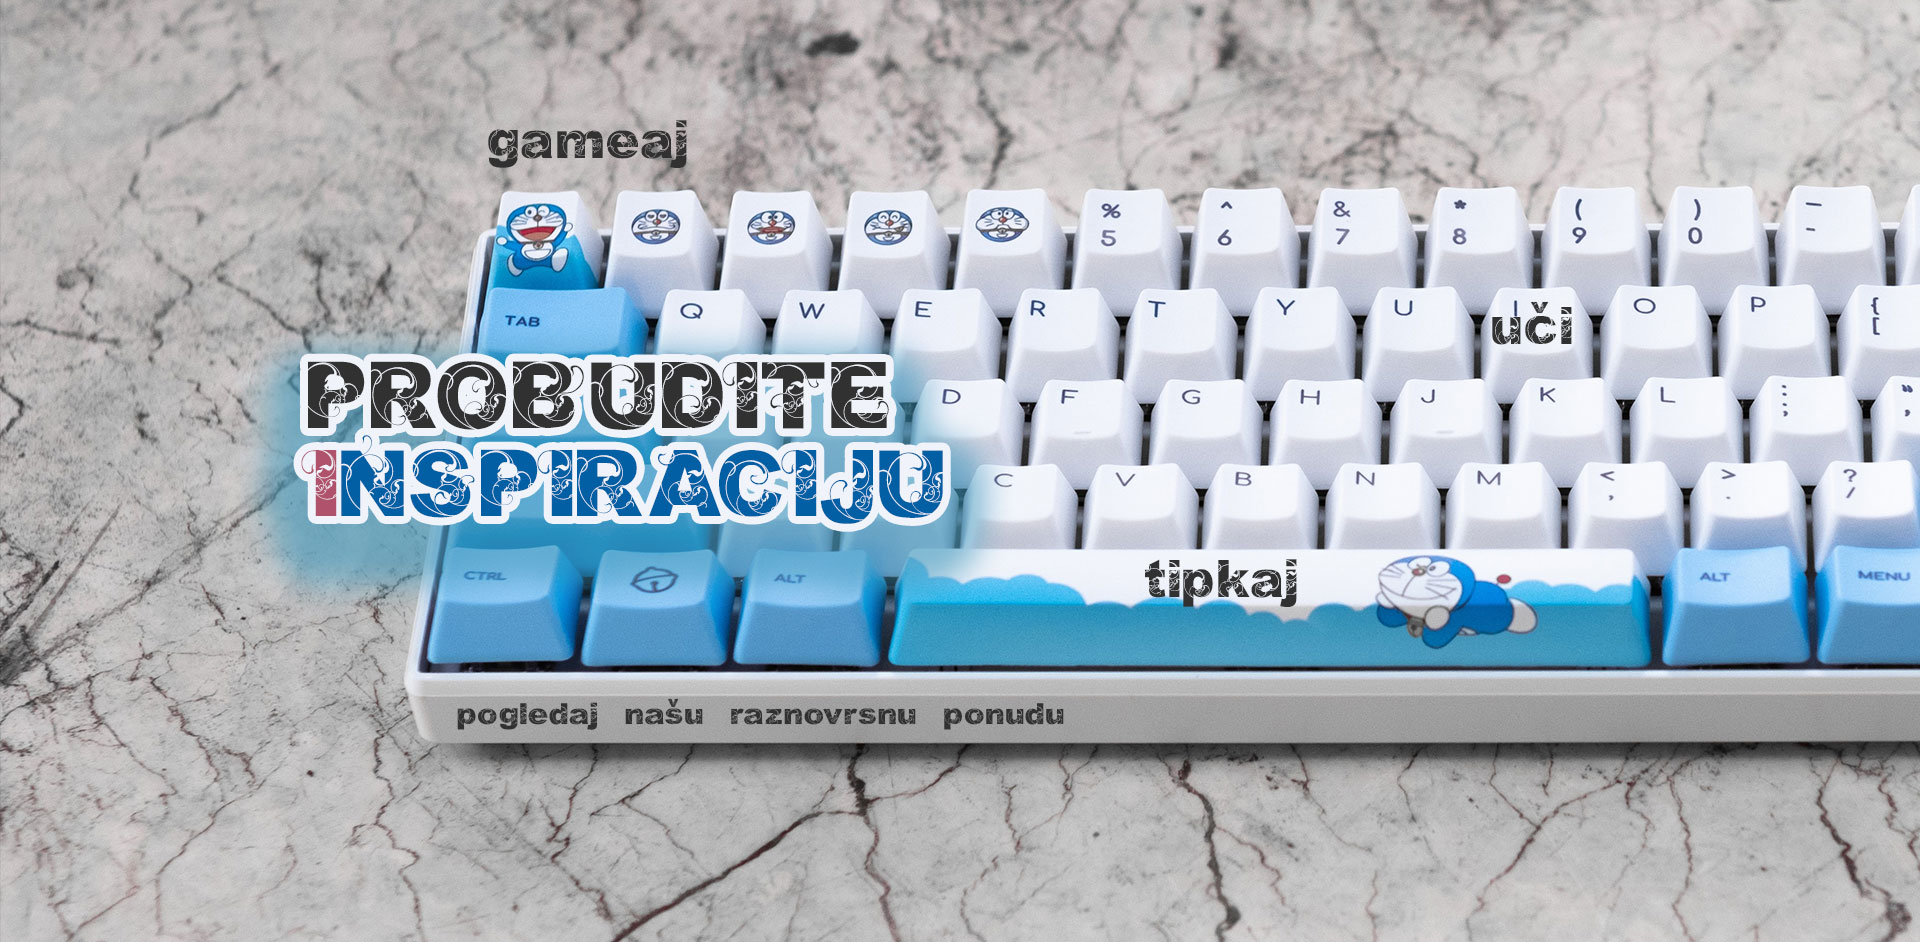 gameaj
% ^ & * ( ) _
5 6 7 8 9 0 -
TAB Q W E R T Y U I O P { [
uči
PROBUDITE
D F G H J K L : ; " '
INSPIRACIJU
C V B N M < , > . ? /
tipkaj
CTRL ALT ALT MENU
pogledaj našu raznovrsnu ponudu